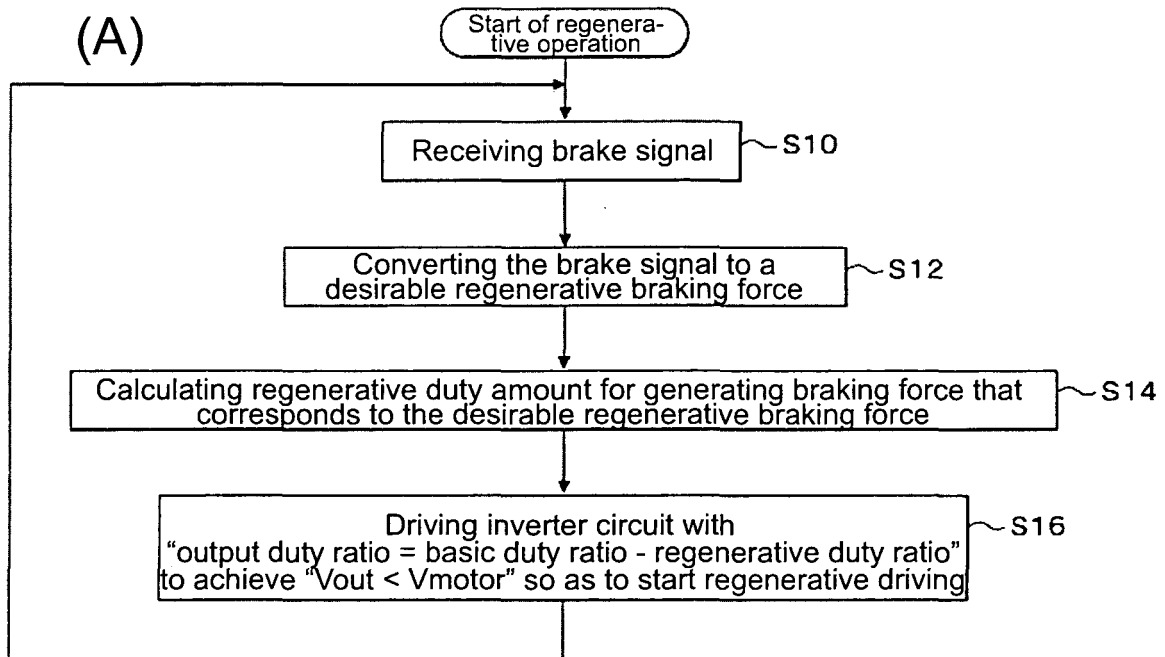 (A)
Start of regenera-
tive operation
Receiving brake signal
S10
Converting the brake signal to a
desirable regenerative braking force
S12
Calculating regenerative duty amount for generating braking force that
corresponds to the desirable regenerative braking force
S14
Driving inverter circuit with
“output duty ratio = basic duty ratio - regenerative duty ratio”
to achieve “Vout < Vmotor” so as to start regenerative driving
S16